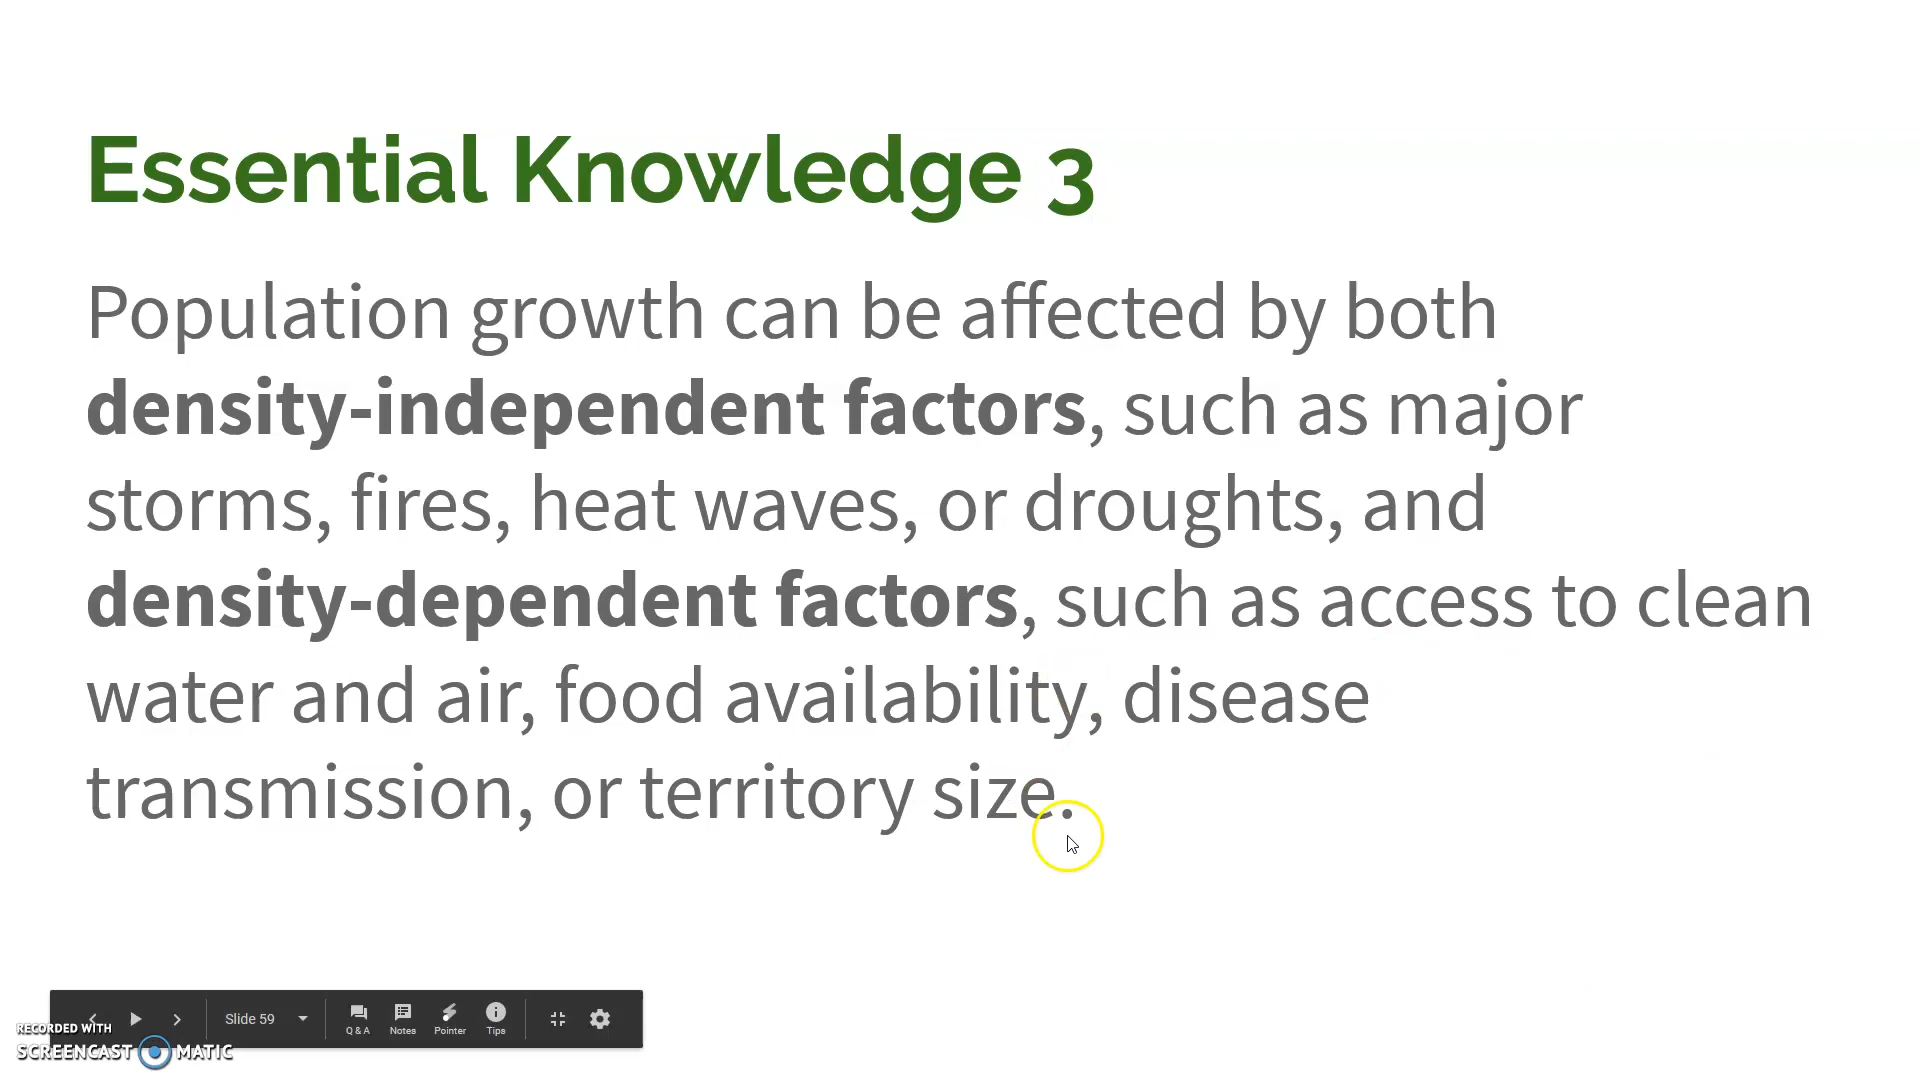 Essential Knowledge 3
Population growth can be affected by both
density-independent factors, such as major
storms, fires, heat waves, or droughts, and
density-dependent factors, such as access to clean
water and air, food availability, disease
transmission, or territory size.
Slide 59
Q & A Notes Pointer Tips
RECORDED WITH
SCREENCAST MATIC